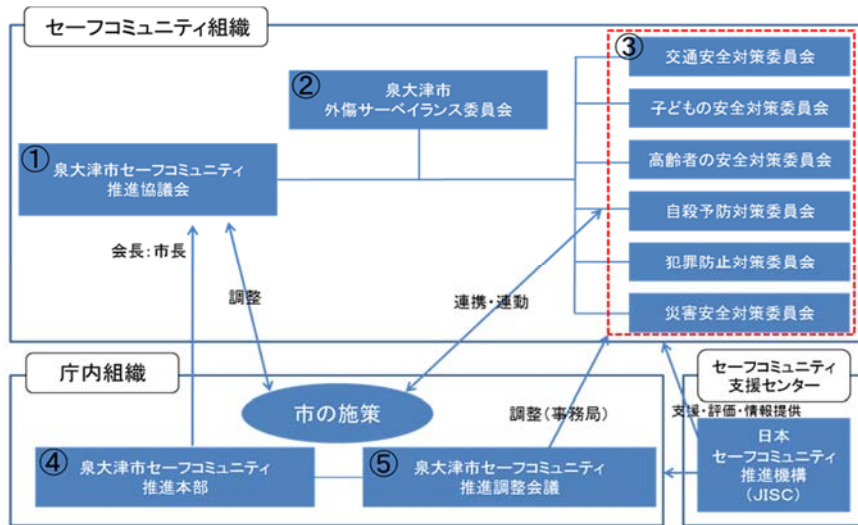 セーフコミュニティ組織
③
交通安全対策委員会
②
泉大津市
外傷サーベイランス委員会
子どもの安全対策委員会
①
泉大津市セーフコミュニティ
推進協議会
高齢者の安全対策委員会
自殺予防対策委員会
会長：市長
犯罪防止対策委員会
調整
連携・連動
災害安全対策委員会
庁内組織
セーフコミュニティ
支援センター
市の施策
調整（事務局）
支援・評価・情報提供
④
泉大津市セーフコミュニティ
推進本部
⑤
泉大津市セーフコミュニティ
推進調整会議
日本
セーフコミュニティ
推進機構
（JISC）